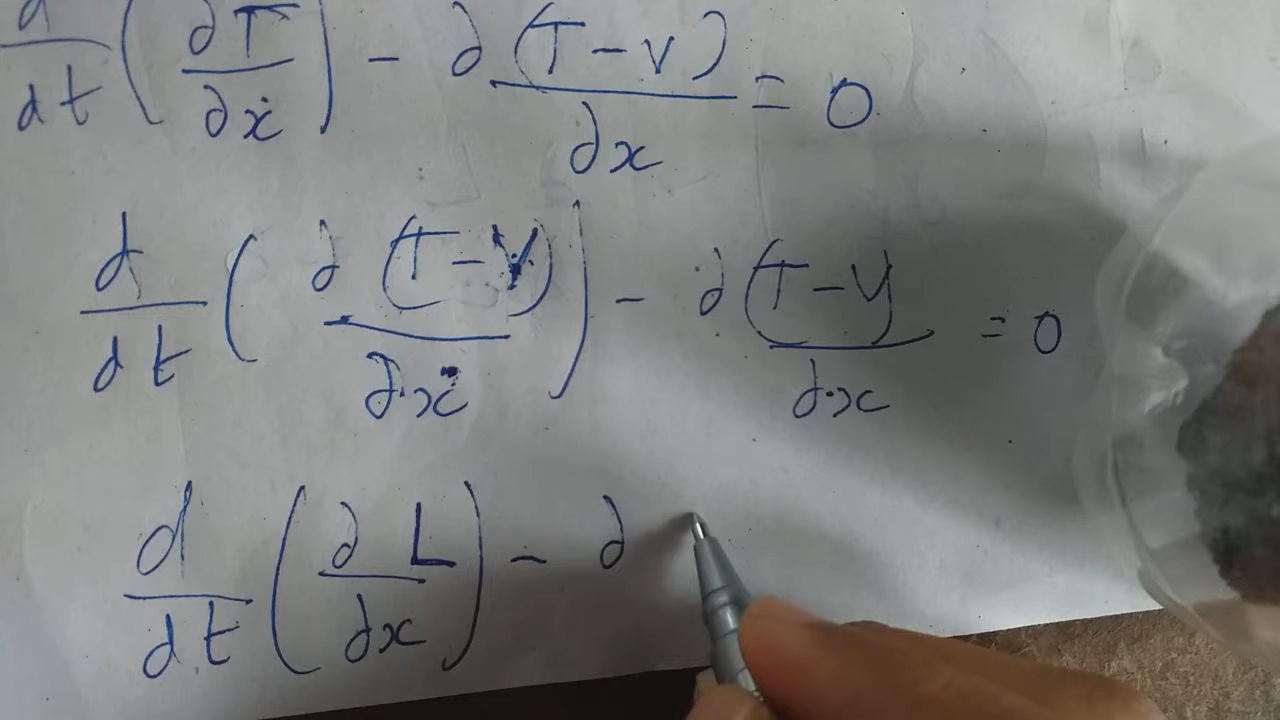 d/dt (∂T/∂ẋ) - ∂(T-V)/∂x = 0
d/dt (∂(T-V)/∂ẋ) - ∂(T-V)/∂x = 0
d/dt (∂L/∂x) - ∂